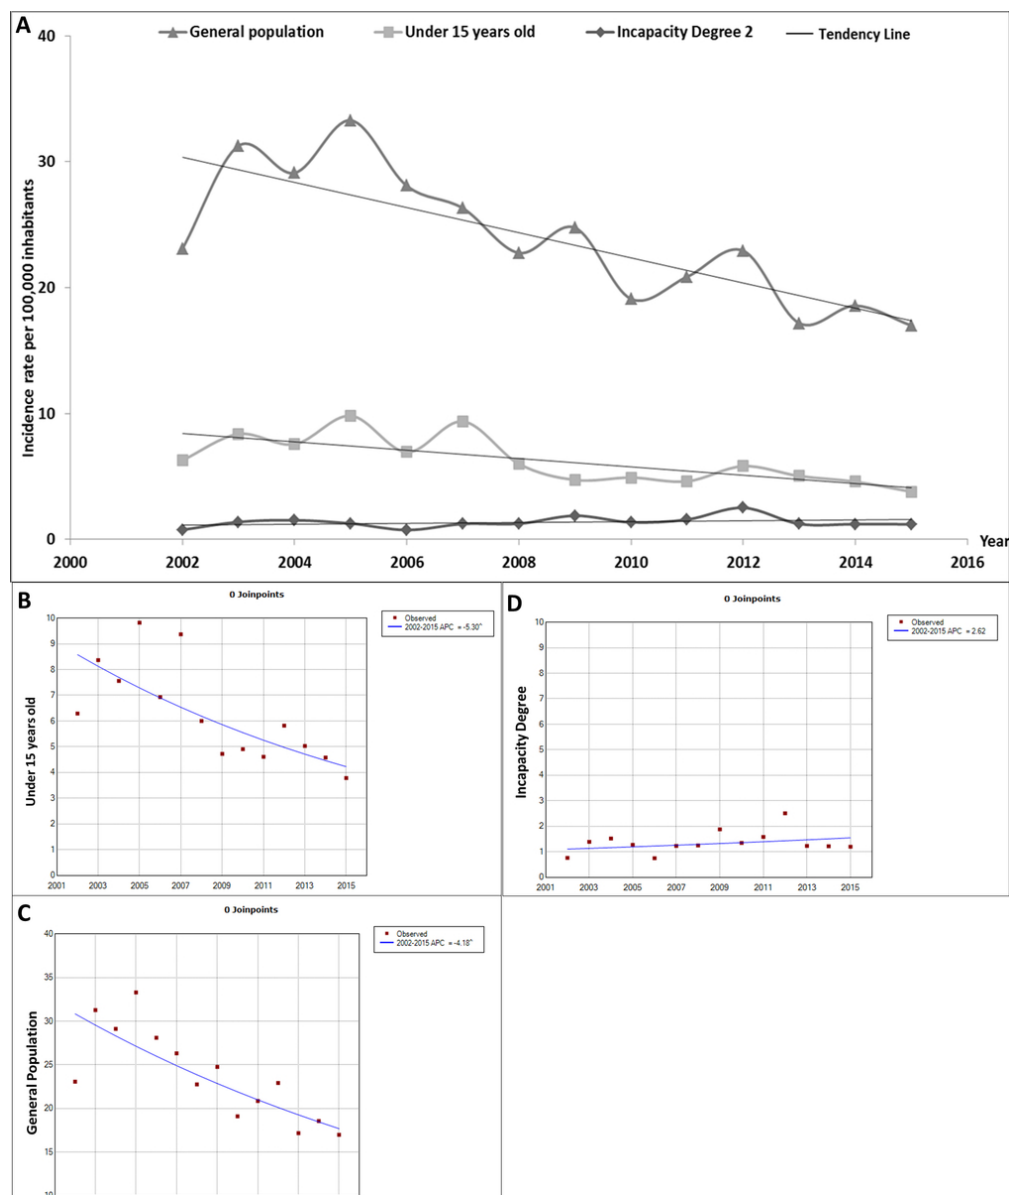 A
General population
Under 15 years old
Incapacity Degree 2
Tendency Line
Incidence rate per 100,000 inhabitants
40
30
20
10
0
2000 2002 2004 2006 2008 2010 2012 2014 2016
Year
B
0 Joinpoints
Observed
2002-2015 APC = -5.30^
Under 15 years old
10
9
8
7
6
5
4
3
2
1
0
2001 2003 2005 2007 2009 2011 2013 2015
D
0 Joinpoints
Observed
2002-2015 APC = 2.62
Incapacity Degree
10
9
8
7
6
5
4
3
2
1
0
2001 2003 2005 2007 2009 2011 2013 2015
C
0 Joinpoints
Observed
2002-2015 APC = -4.18^
General Population
40
35
30
25
20
15
10